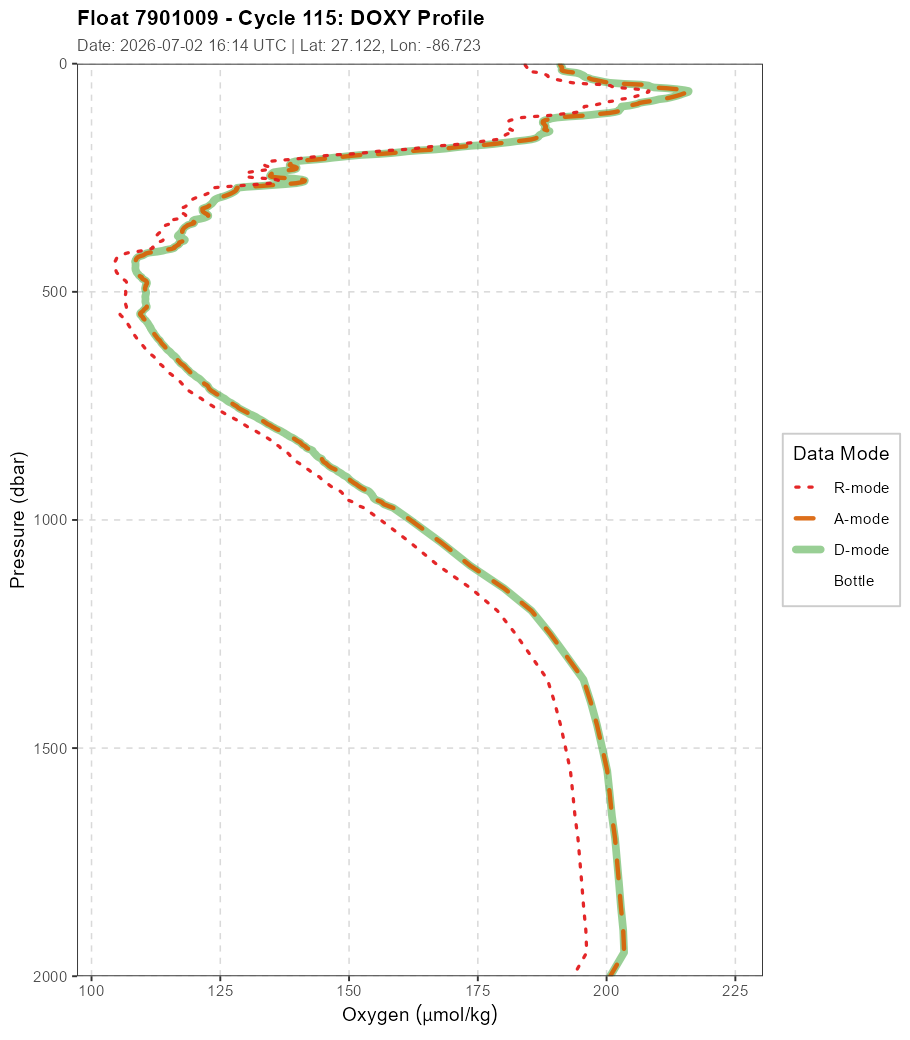 Float 7901009 - Cycle 115: DOXY Profile
Date: 2026-07-02 16:14 UTC | Lat: 27.122, Lon: -86.723
0
500
1000
1500
2000
Pressure (dbar)
100 125 150 175 200 225
Oxygen (μmol/kg)
Data Mode
R-mode
A-mode
D-mode
Bottle